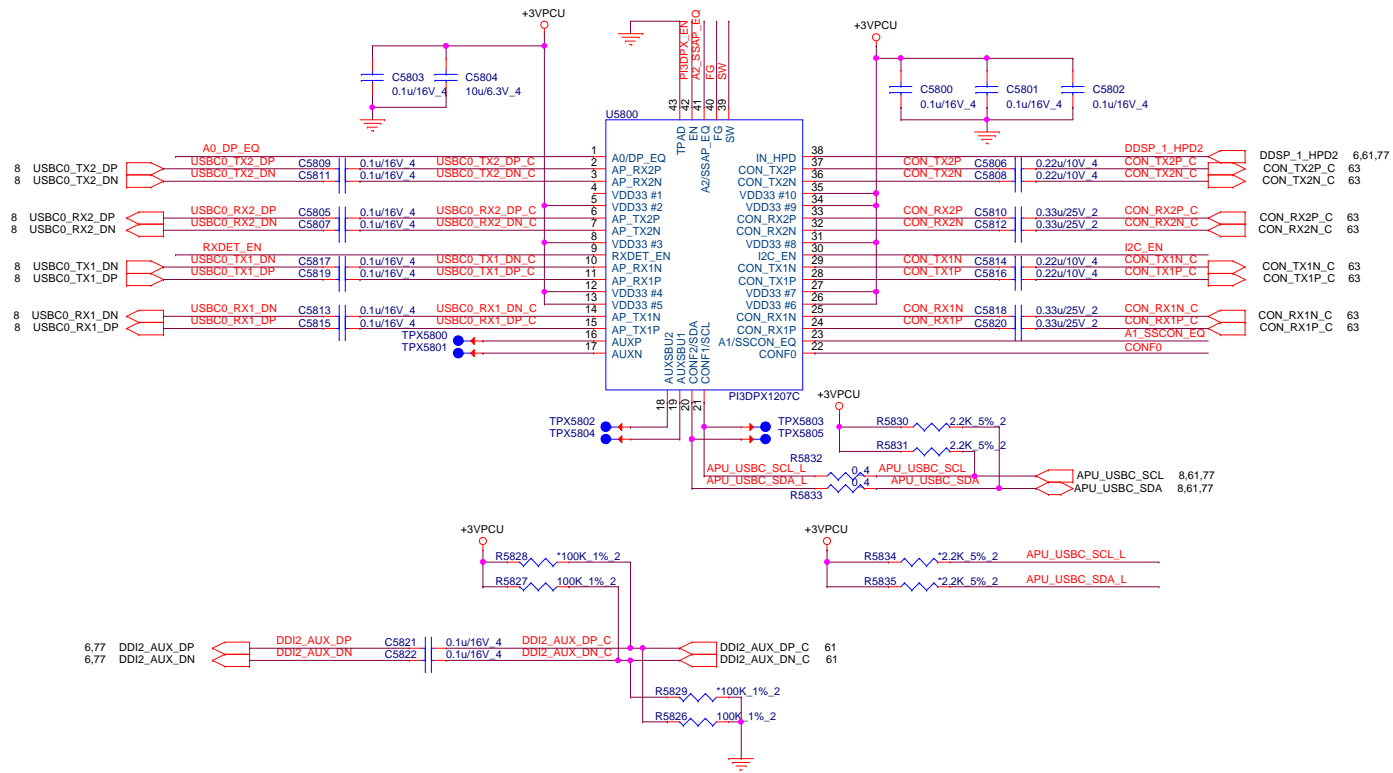 +3VPCU
+3VPCU
PI3DPX_EN
A2_SSAP_EQ
FG
SW
C5803
0.1u/16V_4
C5804
10u/6.3V_4
C5800
0.1u/16V_4
C5801
0.1u/16V_4
C5802
0.1u/16V_4
43
42
41
40
39
U5800
TPAD
EN
A2/SSAP_EQ
FG
SW
A0_DP_EQ 1 A0/DP_EQ
8 USBC0_TX2_DP USBC0_TX2_DP C5809 0.1u/16V_4 USBC0_TX2_DP_C 2 AP_RX2P
8 USBC0_TX2_DN USBC0_TX2_DN C5811 0.1u/16V_4 USBC0_TX2_DN_C 3 AP_RX2N
4 VDD33 #1
5 VDD33 #2
8 USBC0_RX2_DP USBC0_RX2_DP C5805 0.1u/16V_4 USBC0_RX2_DP_C 6 AP_TX2P
8 USBC0_RX2_DN USBC0_RX2_DN C5807 0.1u/16V_4 USBC0_RX2_DN_C 7 AP_TX2N
8 VDD33 #3
RXDET_EN 9 RXDET_EN
8 USBC0_TX1_DN USBC0_TX1_DN C5817 0.1u/16V_4 USBC0_TX1_DN_C 10 AP_RX1N
8 USBC0_TX1_DP USBC0_TX1_DP C5819 0.1u/16V_4 USBC0_TX1_DP_C 11 AP_RX1P
12 VDD33 #4
13 VDD33 #5
8 USBC0_RX1_DN USBC0_RX1_DN C5813 0.1u/16V_4 USBC0_RX1_DN_C 14 AP_TX1N
8 USBC0_RX1_DP USBC0_RX1_DP C5815 0.1u/16V_4 USBC0_RX1_DP_C 15 AP_TX1P
TPX5800 16 AUXP
TPX5801 17 AUXN
IN_HPD 38 DDSP_1_HPD2 DDSP_1_HPD2 6,61,77
CON_TX2P 37 CON_TX2P C5806 0.22u/10V_4 CON_TX2P_C CON_TX2P_C 63
CON_TX2N 36 CON_TX2N C5808 0.22u/10V_4 CON_TX2N_C CON_TX2N_C 63
VDD33 #10 35
VDD33 #9 34
CON_RX2P 33 CON_RX2P C5810 0.33u/25V_2 CON_RX2P_C CON_RX2P_C 63
CON_RX2N 32 CON_RX2N C5812 0.33u/25V_2 CON_RX2N_C CON_RX2N_C 63
VDD33 #8 31
I2C_EN 30 I2C_EN
CON_TX1N 29 CON_TX1N C5814 0.22u/10V_4 CON_TX1N_C CON_TX1N_C 63
CON_TX1P 28 CON_TX1P C5816 0.22u/10V_4 CON_TX1P_C CON_TX1P_C 63
VDD33 #7 27
VDD33 #6 26
CON_RX1N 25 CON_RX1N C5818 0.33u/25V_2 CON_RX1N_C CON_RX1N_C 63
CON_RX1P 24 CON_RX1P C5820 0.33u/25V_2 CON_RX1P_C CON_RX1P_C 63
A1/SSCON_EQ 23 A1_SSCON_EQ
CONF0 22 CONF0
AUXSBU2
AUXSBU1
CONF2/SDA
CONF1/SCL
PI3DPX1207C
18
19
20
21
TPX5802
TPX5804
TPX5803
TPX5805
+3VPCU
R5830 2.2K_5%_2
R5831 2.2K_5%_2
R5832
APU_USBC_SCL_L 0_4 APU_USBC_SCL APU_USBC_SCL 8,61,77
APU_USBC_SDA_L 0_4 APU_USBC_SDA APU_USBC_SDA 8,61,77
R5833
+3VPCU
R5828 *100K_1%_2
R5827 100K_1%_2
+3VPCU
R5834 *2.2K_5%_2 APU_USBC_SCL_L
R5835 *2.2K_5%_2 APU_USBC_SDA_L
6,77 DDI2_AUX_DP DDI2_AUX_DP C5821 0.1u/16V_4 DDI2_AUX_DP_C DDI2_AUX_DP_C 61
6,77 DDI2_AUX_DN DDI2_AUX_DN C5822 0.1u/16V_4 DDI2_AUX_DN_C DDI2_AUX_DN_C 61
R5829 *100K_1%_2
R5826 100K_1%_2